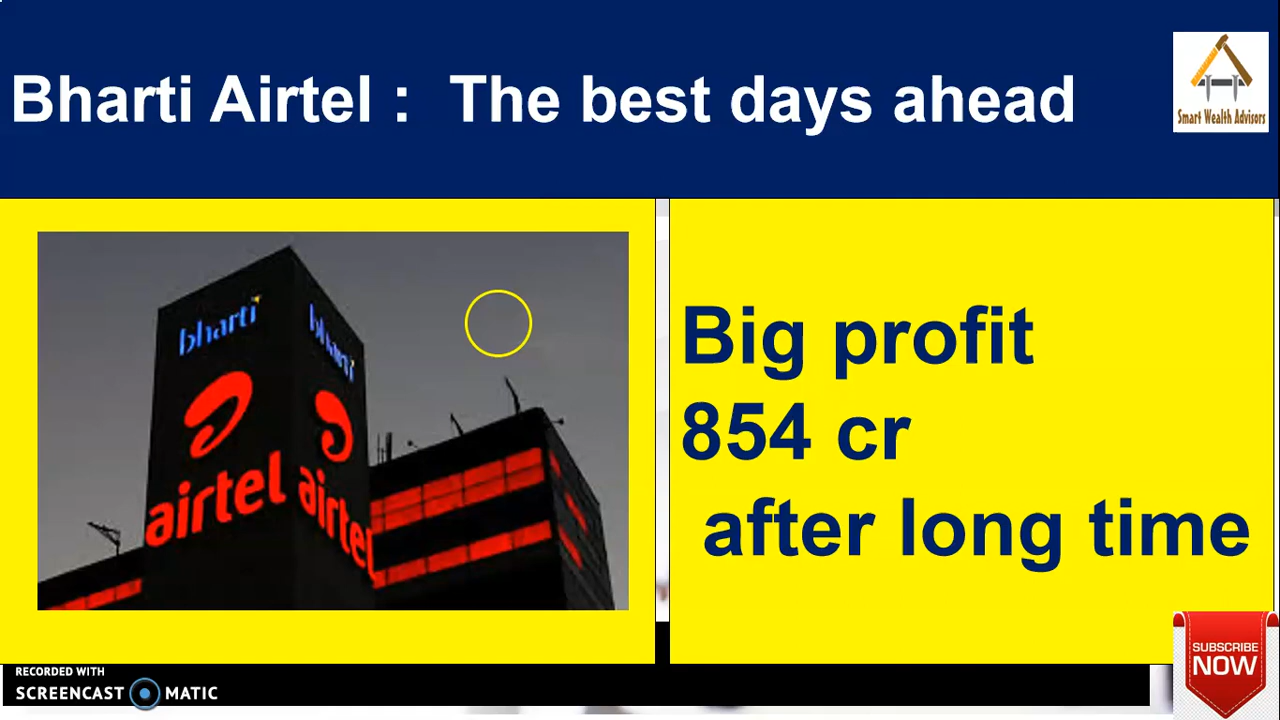 Bharti Airtel :  The best days ahead
Smart Wealth Advisors
bharti
bharti
airtel
airtel
Big profit
854 cr
after long time
SUBSCRIBE
NOW
RECORDED WITH
SCREENCAST MATIC